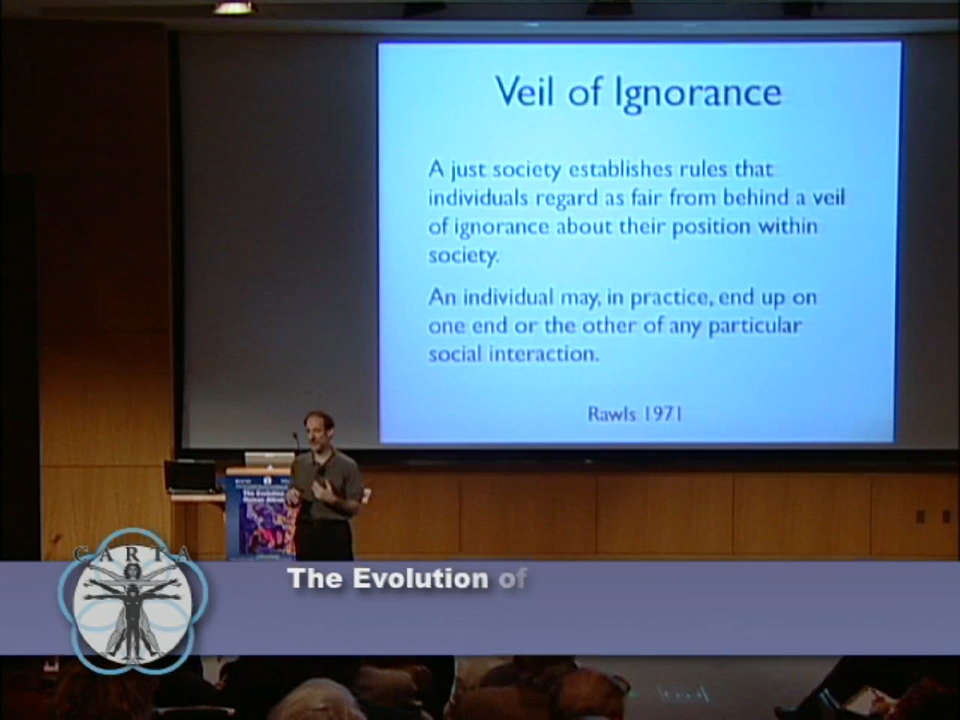 Veil of Ignorance
A just society establishes rules that
individuals regard as fair from behind a veil
of ignorance about their position within
society.
An individual may, in practice, end up on
one end or the other of any particular
social interaction.
Rawls 1971
The Evolution
CARTA
The Evolution of